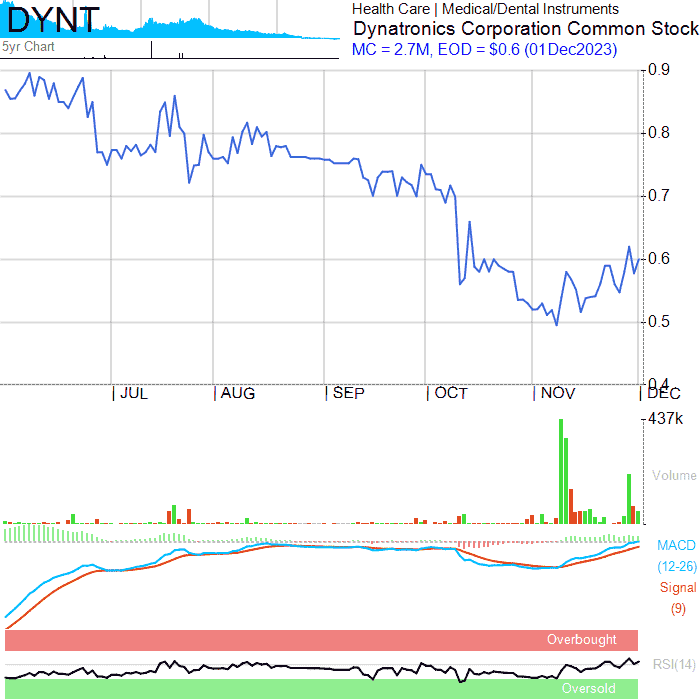 DYNT
5yr Chart
Health Care | Medical/Dental Instruments
Dynatronics Corporation Common Stock
MC = 2.7M, EOD = $0.6 (01Dec2023)
0.9
0.8
0.7
0.6
0.5
0.4
| JUL | AUG | SEP | OCT | NOV | DEC
437k
Volume
MACD
(12-26)
Signal
(9)
Overbought
RSI(14)
Oversold